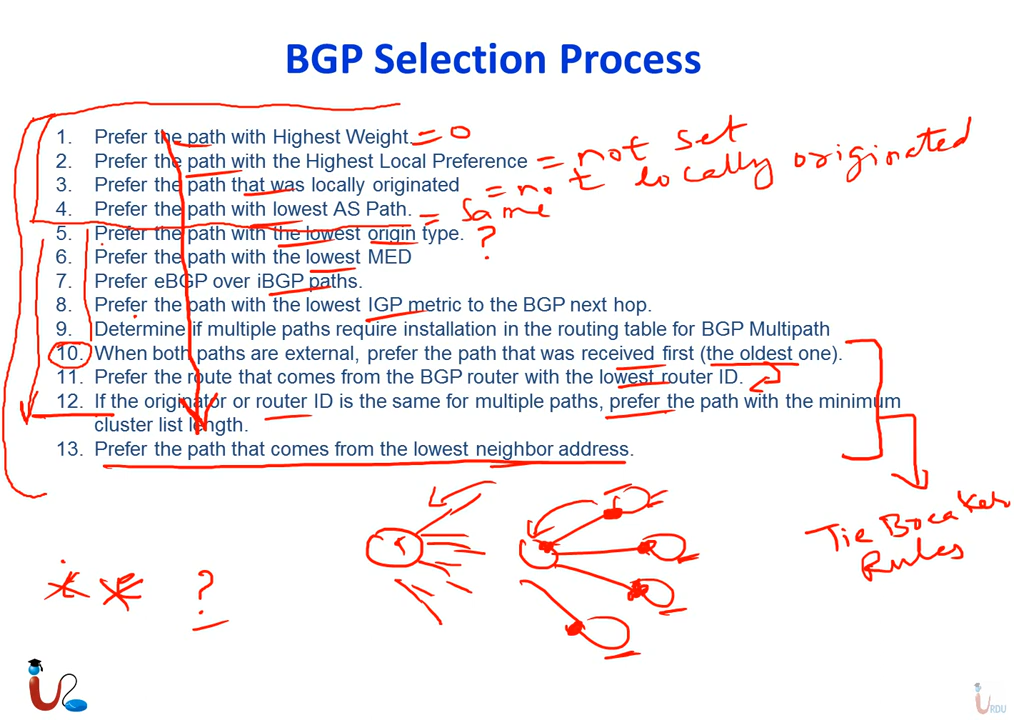 BGP Selection Process
1. Prefer the path with Highest Weight. = 0
2. Prefer the path with the Highest Local Preference = not set
3. Prefer the path that was locally originated = not locally originated
4. Prefer the path with lowest AS Path. = Same
5. Prefer the path with the lowest origin type. ?
6. Prefer the path with the lowest MED
7. Prefer eBGP over iBGP paths.
8. Prefer the path with the lowest IGP metric to the BGP next hop.
9. Determine if multiple paths require installation in the routing table for BGP Multipath
10. When both paths are external, prefer the path that was received first (the oldest one).
11. Prefer the route that comes from the BGP router with the lowest router ID.
12. If the originator or router ID is the same for multiple paths, prefer the path with the minimum
cluster list length.
13. Prefer the path that comes from the lowest neighbor address.
Tie Breaker
Rules
* * ?
URDU